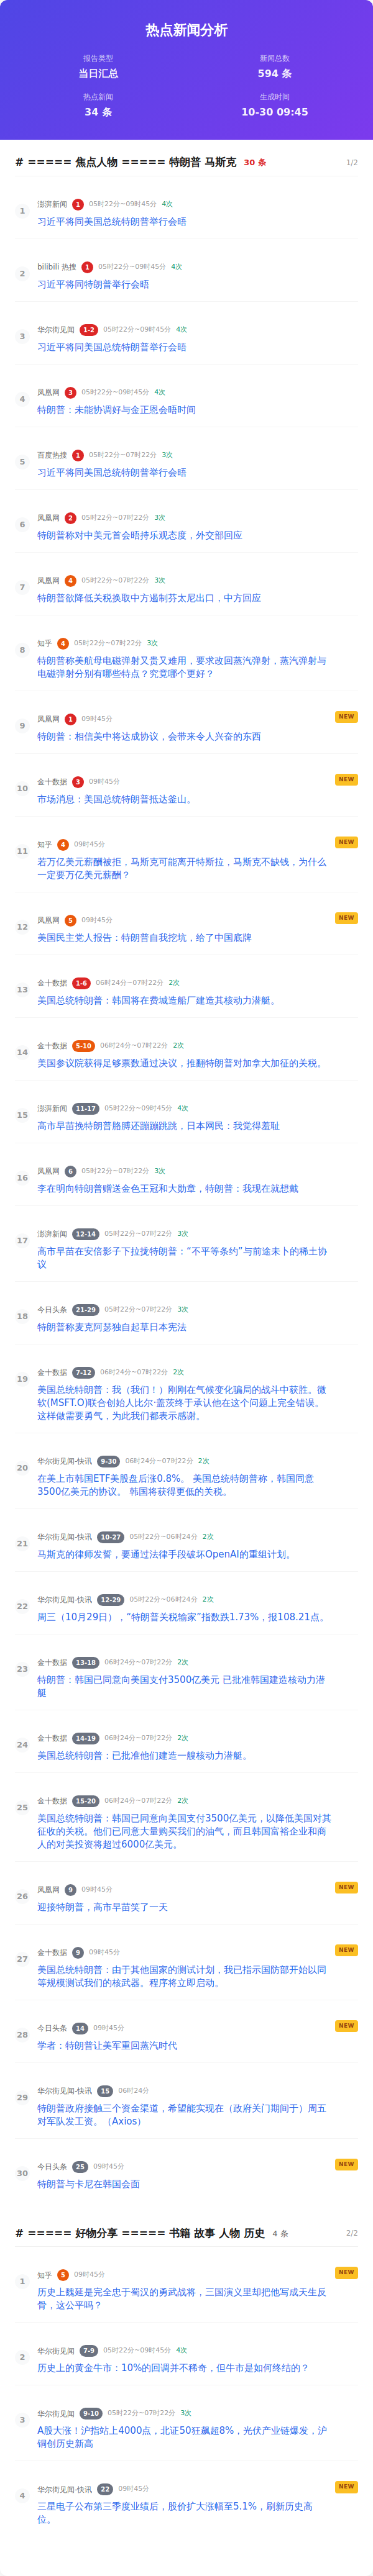 热点新闻分析
报告类型
当日汇总
新闻总数
594 条
热点新闻
34 条
生成时间
10-30 09:45
# ===== 焦点人物 ===== 特朗普 马斯克 30 条 1/2
1
澎湃新闻 1 05时22分~09时45分 4次
习近平将同美国总统特朗普举行会晤
2
bilibili 热搜 1 05时22分~09时45分 4次
习近平将同特朗普举行会晤
3
华尔街见闻 1-2 05时22分~09时45分 4次
习近平将同美国总统特朗普举行会晤
4
凤凰网 3 05时22分~09时45分 4次
特朗普：未能协调好与金正恩会晤时间
5
百度热搜 1 05时22分~07时22分 3次
习近平将同美国总统特朗普举行会晤
6
凤凰网 2 05时22分~07时22分 3次
特朗普称对中美元首会晤持乐观态度，外交部回应
7
凤凰网 4 05时22分~07时22分 3次
特朗普欲降低关税换取中方遏制芬太尼出口，中方回应
8
知乎 4 05时22分~07时22分 3次
特朗普称美航母电磁弹射又贵又难用，要求改回蒸汽弹射，蒸汽弹射与
电磁弹射分别有哪些特点？究竟哪个更好？
9
凤凰网 1 09时45分 NEW
特朗普：相信美中将达成协议，会带来令人兴奋的东西
10
金十数据 3 09时45分 NEW
市场消息：美国总统特朗普抵达釜山。
11
知乎 4 09时45分 NEW
若万亿美元薪酬被拒，马斯克可能离开特斯拉，马斯克不缺钱，为什么
一定要万亿美元薪酬？
12
凤凰网 5 09时45分 NEW
美国民主党人报告：特朗普自我挖坑，给了中国底牌
13
金十数据 1-6 06时24分~07时22分 2次
美国总统特朗普：韩国将在费城造船厂建造其核动力潜艇。
14
金十数据 5-10 06时24分~07时22分 2次
美国参议院获得足够票数通过决议，推翻特朗普对加拿大加征的关税。
15
澎湃新闻 11-17 05时22分~09时45分 4次
高市早苗挽特朗普胳膊还蹦蹦跳跳，日本网民：我觉得羞耻
16
凤凰网 6 05时22分~07时22分 3次
李在明向特朗普赠送金色王冠和大勋章，特朗普：我现在就想戴
17
澎湃新闻 12-14 05时22分~07时22分 3次
高市早苗在安倍影子下拉拢特朗普：“不平等条约”与前途未卜的稀土协
议
18
今日头条 21-29 05时22分~07时22分 3次
特朗普称麦克阿瑟独自起草日本宪法
19
金十数据 7-12 06时24分~07时22分 2次
美国总统特朗普：我（我们！）刚刚在气候变化骗局的战斗中获胜。微
软(MSFT.O)联合创始人比尔·盖茨终于承认他在这个问题上完全错误。
这样做需要勇气，为此我们都表示感谢。
20
华尔街见闻-快讯 9-30 06时24分~07时22分 2次
在美上市韩国ETF美股盘后涨0.8%。 美国总统特朗普称，韩国同意
3500亿美元的协议。 韩国将获得更低的关税。
21
华尔街见闻-快讯 10-27 05时22分~06时24分 2次
马斯克的律师发誓，要通过法律手段破坏OpenAI的重组计划。
22
华尔街见闻-快讯 12-29 05时22分~06时24分 2次
周三（10月29日），“特朗普关税输家”指数跌1.73%，报108.21点。
23
金十数据 13-18 06时24分~07时22分 2次
特朗普：韩国已同意向美国支付3500亿美元 已批准韩国建造核动力潜
艇
24
金十数据 14-19 06时24分~07时22分 2次
美国总统特朗普：已批准他们建造一艘核动力潜艇。
25
金十数据 15-20 06时24分~07时22分 2次
美国总统特朗普：韩国已同意向美国支付3500亿美元，以降低美国对其
征收的关税。他们已同意大量购买我们的油气，而且韩国富裕企业和商
人的对美投资将超过6000亿美元。
26
凤凰网 9 09时45分 NEW
迎接特朗普，高市早苗笑了一天
27
金十数据 9 09时45分 NEW
美国总统特朗普：由于其他国家的测试计划，我已指示国防部开始以同
等规模测试我们的核武器。程序将立即启动。
28
今日头条 14 09时45分 NEW
学者：特朗普让美军重回蒸汽时代
29
华尔街见闻-快讯 15 06时24分
特朗普政府接触三个资金渠道，希望能实现在（政府关门期间于）周五
对军队发工资。（Axios）
30
今日头条 25 09时45分 NEW
特朗普与卡尼在韩国会面
# ===== 好物分享 ===== 书籍 故事 人物 历史 4 条 2/2
1
知乎 5 09时45分 NEW
历史上魏延是完全忠于蜀汉的勇武战将，三国演义里却把他写成天生反
骨，这公平吗？
2
华尔街见闻 7-9 05时22分~09时45分 4次
历史上的黄金牛市：10%的回调并不稀奇，但牛市是如何终结的？
3
华尔街见闻 9-10 05时22分~07时22分 3次
A股大涨！沪指站上4000点，北证50狂飙超8%，光伏产业链爆发，沪
铜创历史新高
4
华尔街见闻-快讯 22 09时45分 NEW
三星电子公布第三季度业绩后，股价扩大涨幅至5.1%，刷新历史高
位。